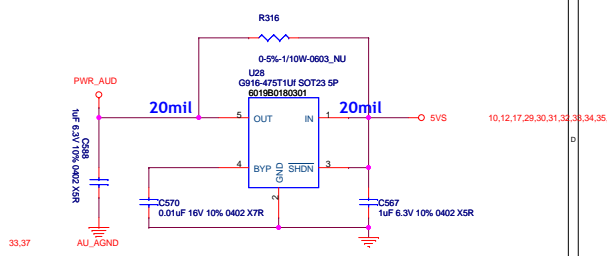 R316
0-5%-1/10W-0603_NU
U28
G916-475T1Uf SOT23 5P
6019B0180301
PWR_AUD
20mil
20mil
5
OUT
IN
1
5VS
10,12,17,29,30,31,32,33,34,35,
D
C588
1uF 6.3V 10% 0402 X5R
4
BYP
GND
SHDN
3
2
C570
0.01uF 16V 10% 0402 X7R
C567
1uF 6.3V 10% 0402 X5R
33,37
AU_AGND